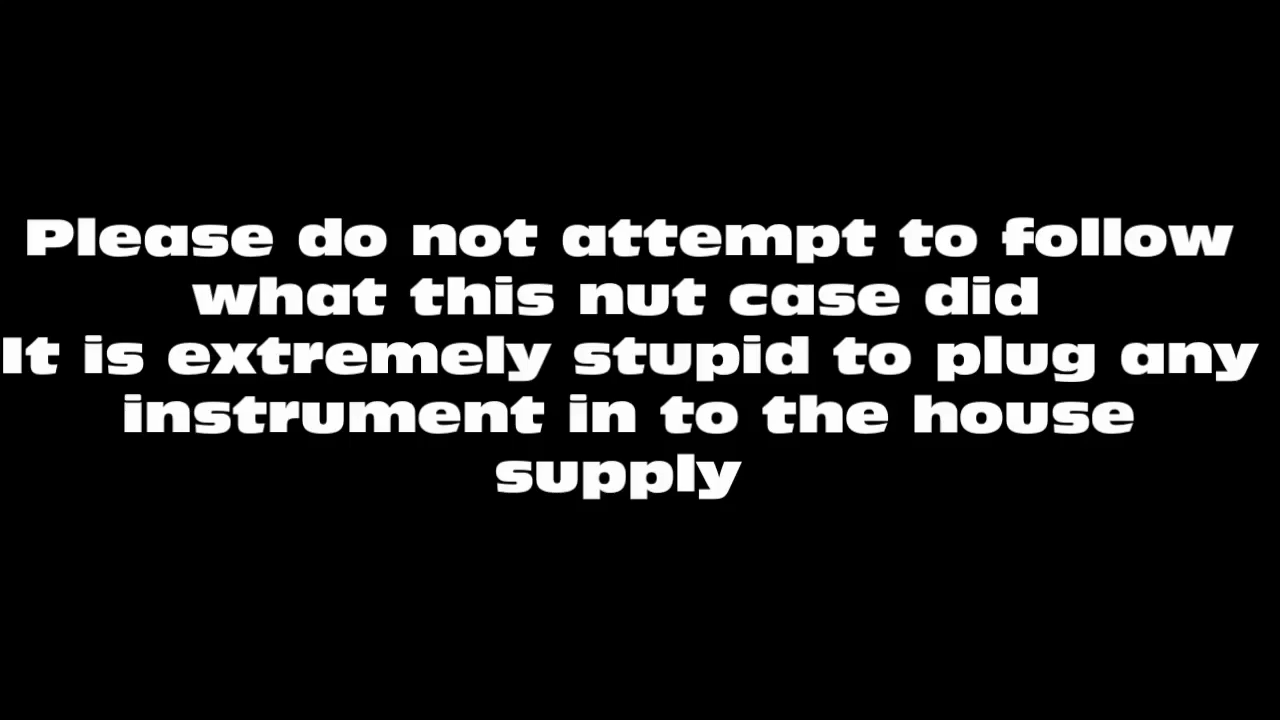 Please do not attempt to follow
what this nut case did
It is extremely stupid to plug any
instrument in to the house
supply